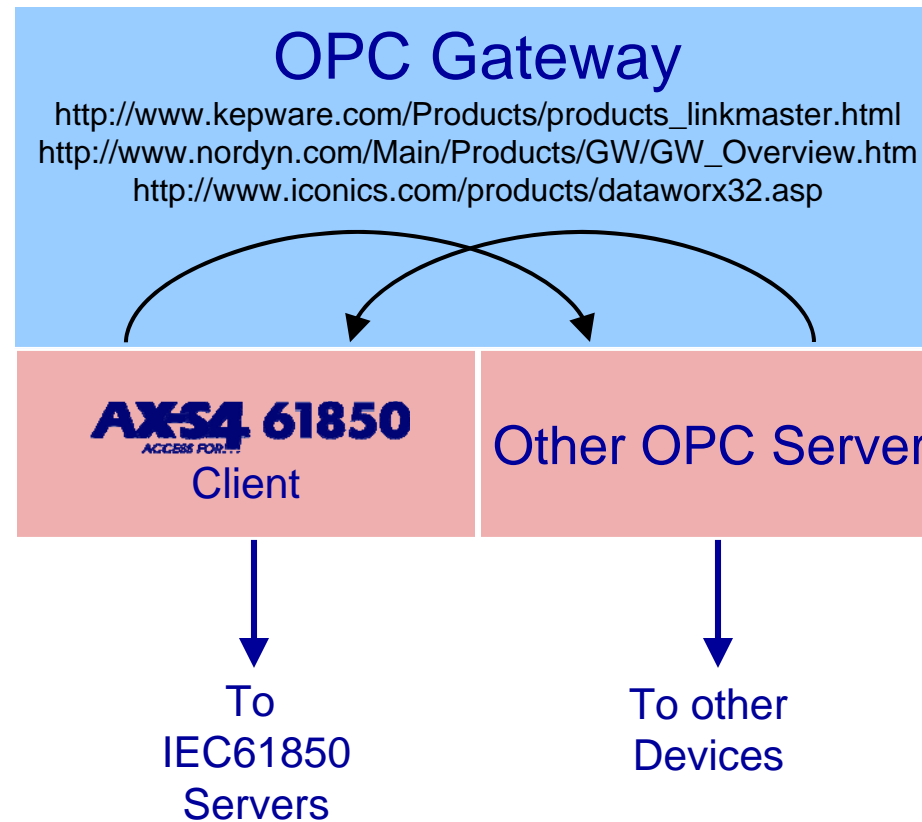 OPC Gateway
http://www.kepware.com/Products/products_linkmaster.html
http://www.nordyn.com/Main/Products/GW/GW_Overview.htm
http://www.iconics.com/products/dataworx32.asp
AX-S4 61850
ACCESS FOR...
Client
Other OPC Server
To
IEC61850
Servers
To other
Devices